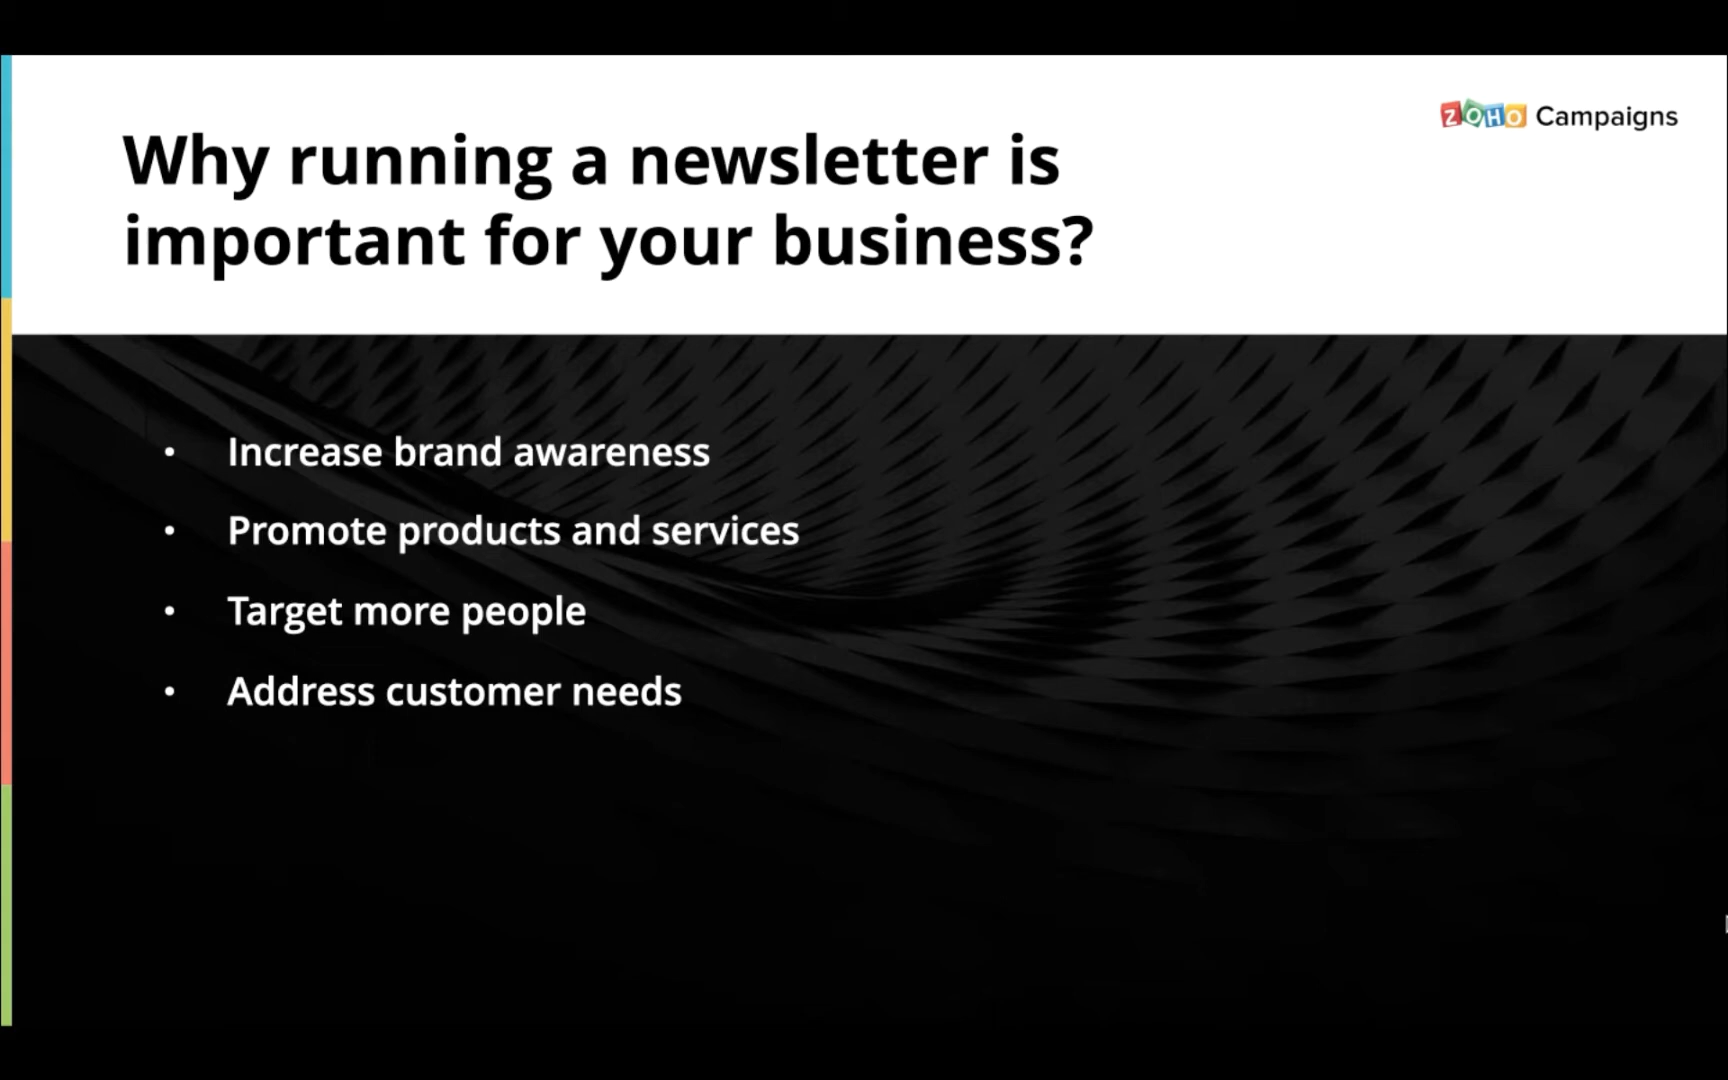 ZOHO Campaigns
Why running a newsletter is
important for your business?
• Increase brand awareness
• Promote products and services
• Target more people
• Address customer needs